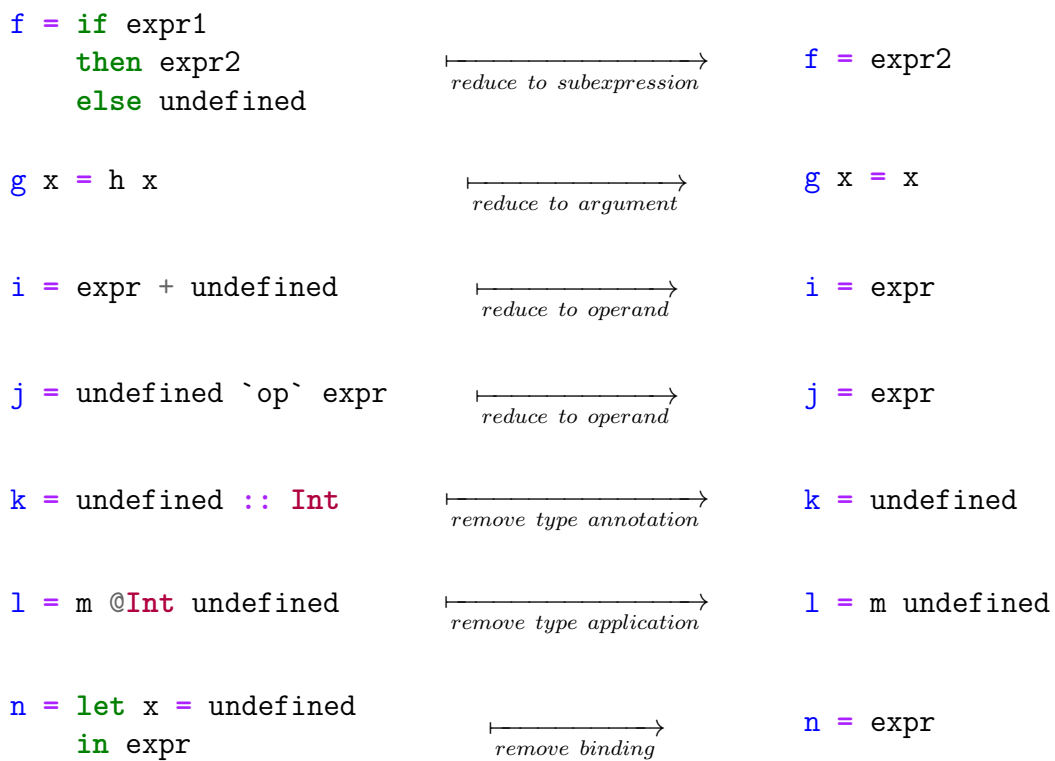 f = if expr1
    then expr2
    else undefined
reduce to subexpression
f = expr2
g x = h x
reduce to argument
g x = x
i = expr + undefined
reduce to operand
i = expr
j = undefined `op` expr
reduce to operand
j = expr
k = undefined :: Int
remove type annotation
k = undefined
l = m @Int undefined
remove type application
l = m undefined
n = let x = undefined
    in expr
remove binding
n = expr